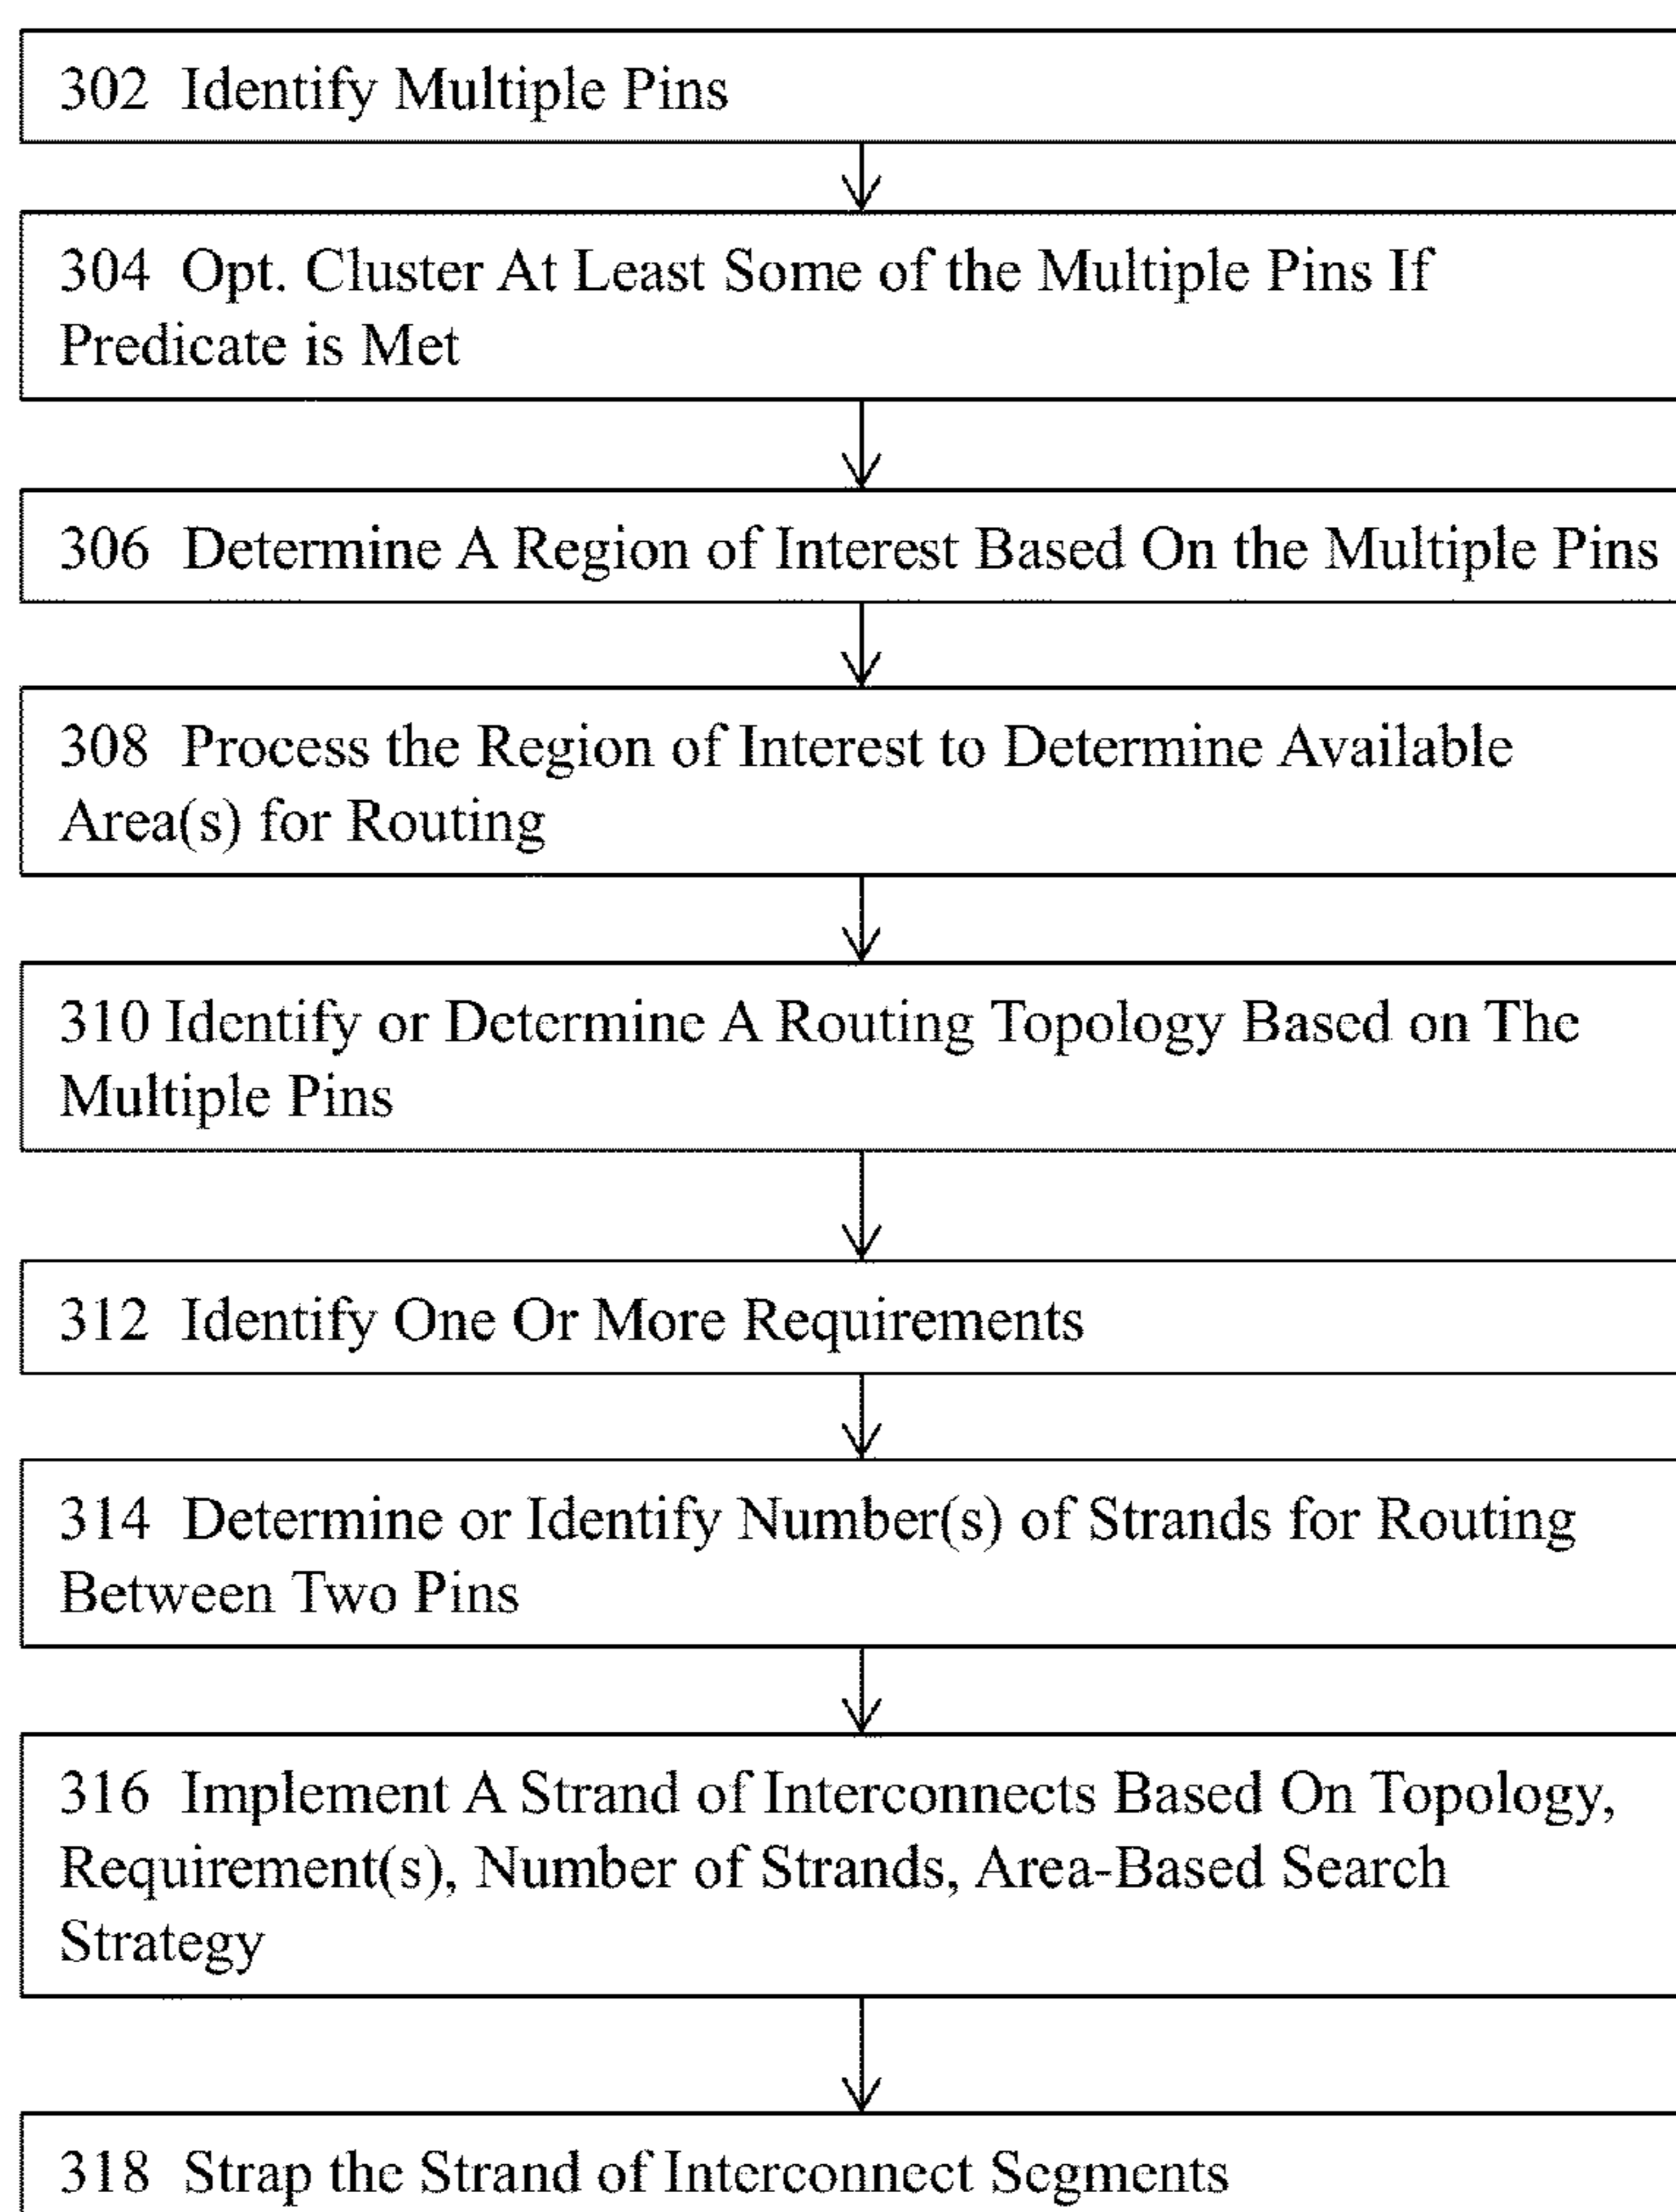 302 Identify Multiple Pins
304 Opt. Cluster At Least Some of the Multiple Pins If
Predicate is Met
306 Determine A Region of Interest Based On the Multiple Pins
308 Process the Region of Interest to Determine Available
Area(s) for Routing
310 Identify or Determine A Routing Topology Based on The
Multiple Pins
312 Identify One Or More Requirements
314 Determine or Identify Number(s) of Strands for Routing
Between Two Pins
316 Implement A Strand of Interconnects Based On Topology,
Requirement(s), Number of Strands, Area-Based Search
Strategy
318 Strap the Strand of Interconnect Segments